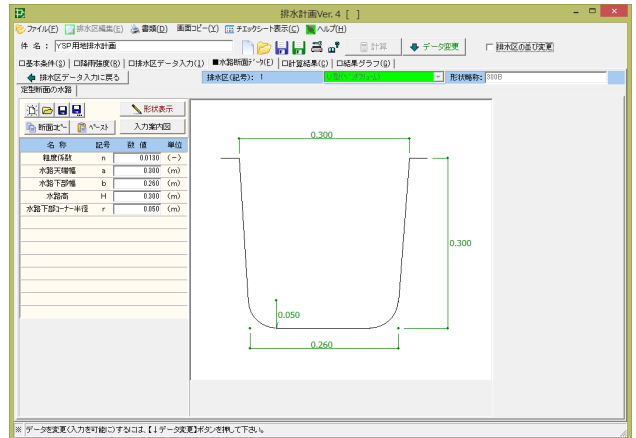 排水計画Ver.4 [ ]
ファイル(F) 排水区編集(E) 書類(D) 画面コピー(Y) チェックシート表示(C) ヘルプ(H)
件 名: YSP用地排水計画 計算 データ変更 排水区の並び変更
□基本条件(S) □降雨強度(R) □排水区データ入力(I) ■水路断面データ(E) □計算結果(G) □結果グラフ(G)
排水区データ入力に戻る 排水区(記号): 1 形状略称: 300B
定型断面の水路
形状表示
断面コピー ペースト 入力案内図
名 称 記号 数 値 単位
粗度係数 n 0.0130 (-)
水路天端幅 a 0.300 (m)
水路下部幅 b 0.260 (m)
水路高 H 0.300 (m)
水路下部コーナー半径 r 0.050 (m)
0.300
0.300
0.050
0.260
※ データを変更(入力を可能に)するには、【↓データ変更】ボタンを押して下さい。